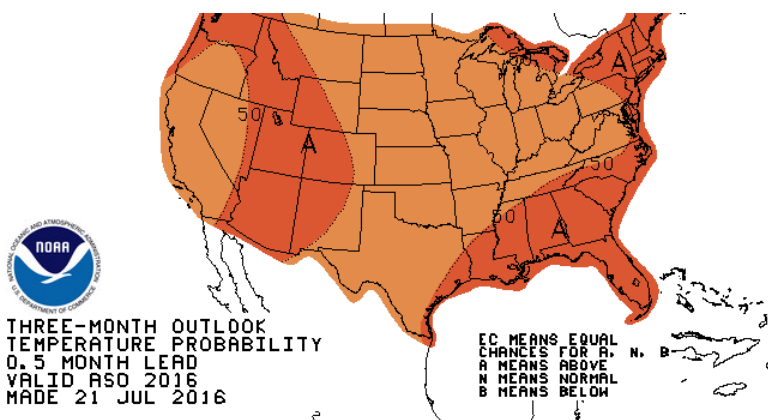 A
50
A
50
50
A
NATIONAL OCEANIC AND ATMOSPHERIC ADMINISTRATION
NOAA
U.S. DEPARTMENT OF COMMERCE
THREE-MONTH OUTLOOK
TEMPERATURE PROBABILITY
0.5 MONTH LEAD
VALID ASO 2016
MADE 21 JUL 2016
EC MEANS EQUAL
CHANCES FOR A, N, B
A MEANS ABOVE
N MEANS NORMAL
B MEANS BELOW